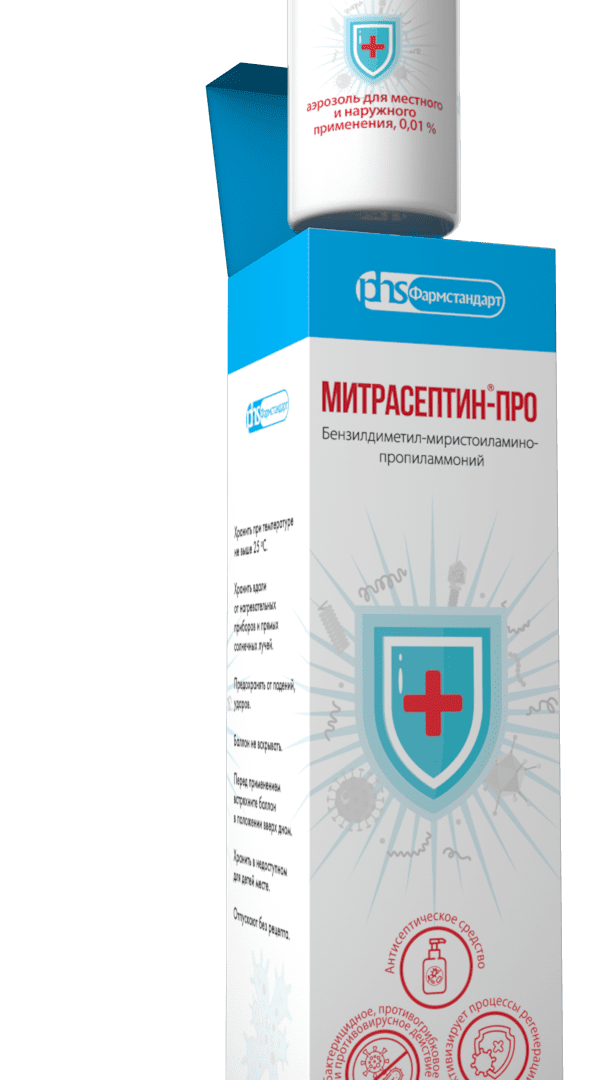 аэрозоль для местного
и наружного
применения, 0,01 %
phs Фармстандарт
МИТРАСЕПТИН®-ПРО
Бензилдиметил-миристоиламино-
пропиламмоний
phs Фармстандарт
Хранить при температуре
не выше 25 °C.
Хранить вдали
от нагревательных
приборов и прямых
солнечных лучей.
Предохранять от падений,
ударов.
Баллон не вскрывать.
Перед применением
встряхните баллон
в положении вверх дном.
Хранить в недоступном
для детей месте.
Отпускают без рецепта.
Антисептическое средство
бактерицидное, противогрибковое
и противовирусное действие
процессы